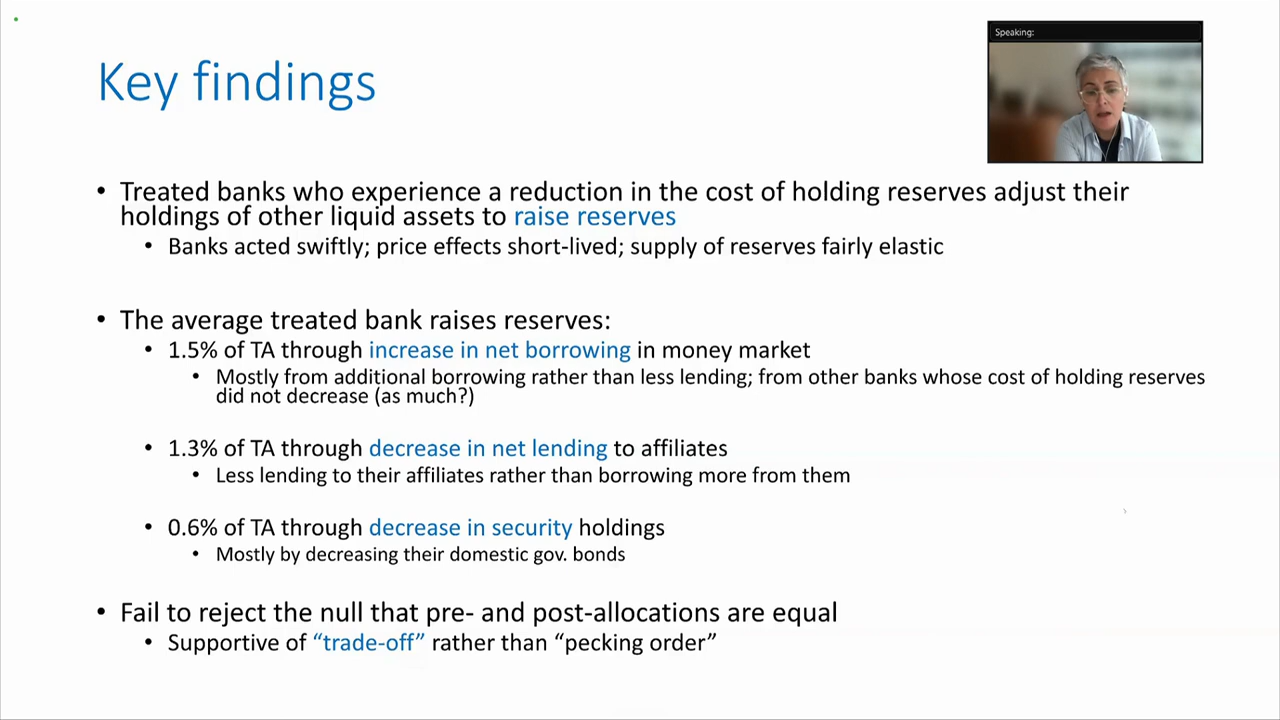 Speaking:
Key findings
• Treated banks who experience a reduction in the cost of holding reserves adjust their
holdings of other liquid assets to raise reserves
• Banks acted swiftly; price effects short-lived; supply of reserves fairly elastic
• The average treated bank raises reserves:
• 1.5% of TA through increase in net borrowing in money market
• Mostly from additional borrowing rather than less lending; from other banks whose cost of holding reserves
did not decrease (as much?)
• 1.3% of TA through decrease in net lending to affiliates
• Less lending to their affiliates rather than borrowing more from them
• 0.6% of TA through decrease in security holdings
• Mostly by decreasing their domestic gov. bonds
• Fail to reject the null that pre- and post-allocations are equal
• Supportive of “trade-off” rather than “pecking order”